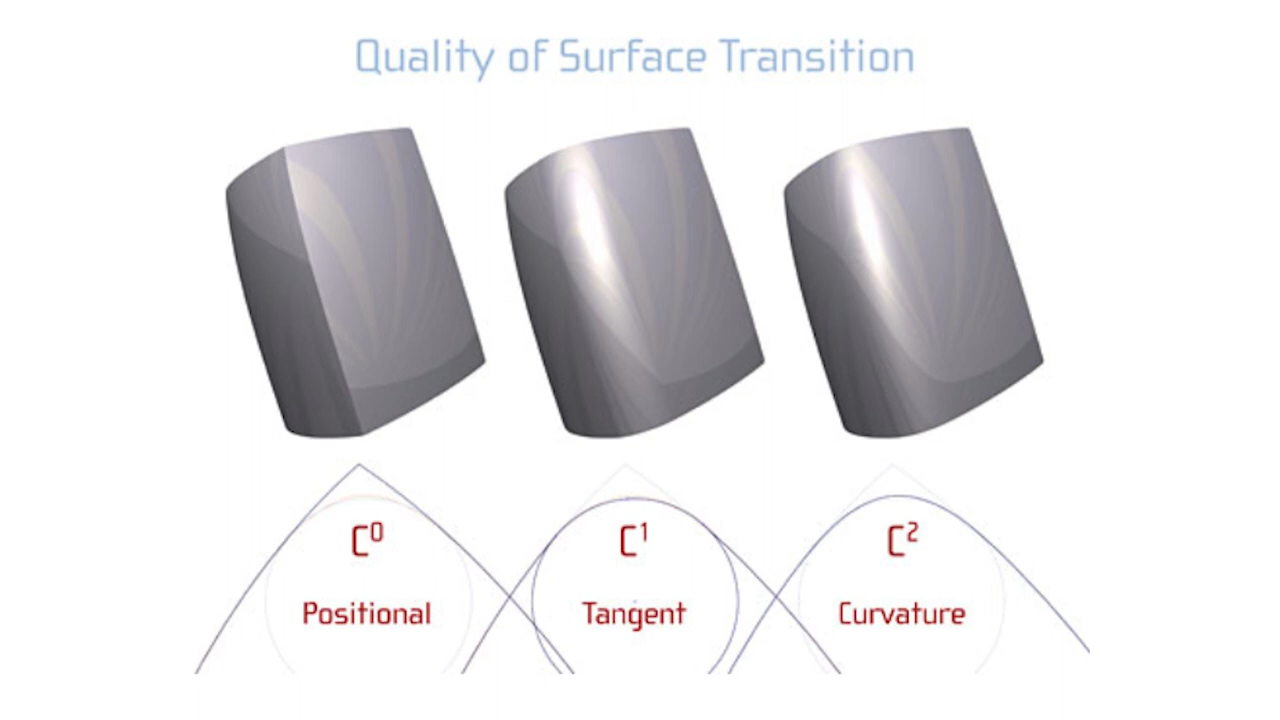 Quality of Surface Transition
C⁰ C¹ C²
Positional Tangent Curvature